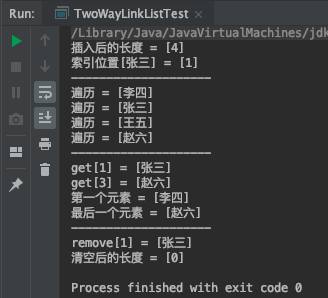 Run:
TwoWayLinkListTest
/Library/Java/JavaVirtualMachines/jdk
插入后的长度 = [4]
索引位置[张三] = [1]
--------------------
遍历 = [李四]
遍历 = [张三]
遍历 = [王五]
遍历 = [赵六]
--------------------
get[1] = [张三]
get[3] = [赵六]
第一个元素 = [李四]
最后一个元素 = [赵六]
--------------------
remove[1] = [张三]
清空后的长度 = [0]
Process finished with exit code 0